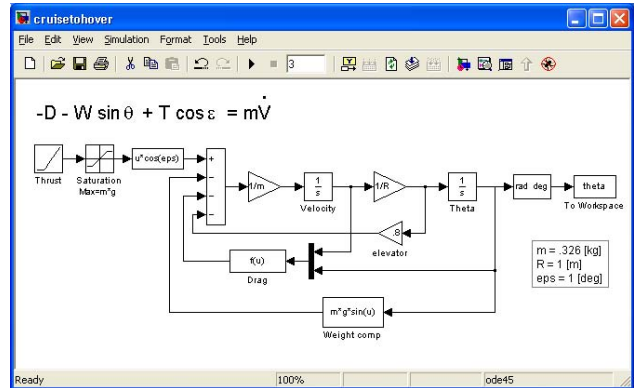 cruisetohover
File Edit View Simulation Format Tools Help
3
-D - W sin θ + T cos ε = mV̇
Thrust
Saturation
Max=m*g
u*cos(eps)
+
−
−
−
1/m
1
s
Velocity
1/R
1
s
Theta
rad deg
theta
To Workspace
.8
elevator
f(u)
Drag
m*g*sin(u)
Weight comp
m = .326 [kg]
R = 1 [m]
eps = 1 [deg]
Ready 100% ode45